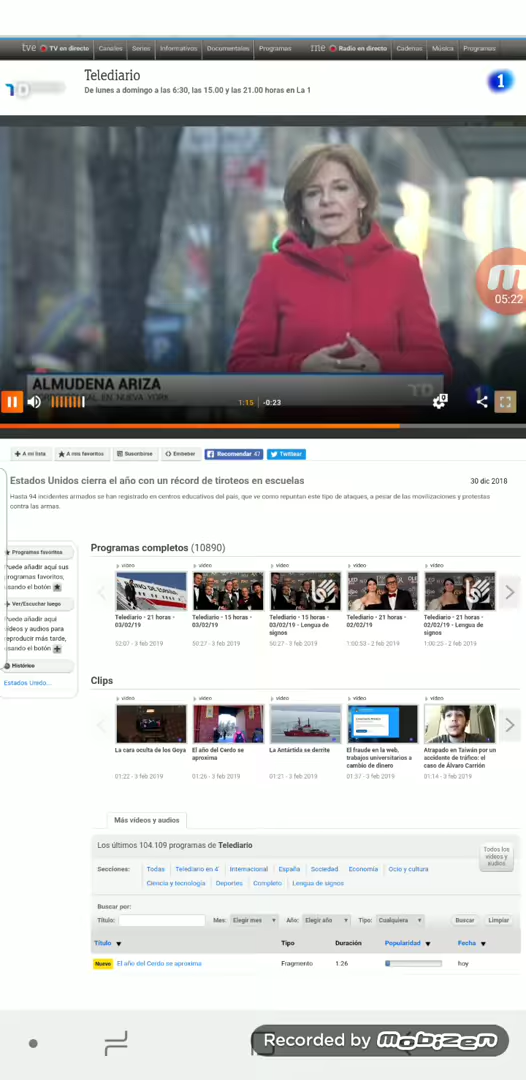 tve TV en directo Canales Series Informativos Documentales Programas rne Radio en directo Cadenas Música Programas
Telediario
De lunes a domingo a las 6:30, las 15.00 y las 21.00 horas en La 1
1
05:22
ALMUDENA ARIZA
EN NUEVA YORK
TD
1:15 -0:23
A mi lista A mis favoritos Suscribirse Embeber Recomendar 47 Twittear
Estados Unidos cierra el año con un récord de tiroteos en escuelas 30 dic 2018
Hasta 94 incidentes armados se han registrado en centros educativos del país, que ve como repuntan este tipo de ataques, a pesar de las movilizaciones y protestas
contra las armas.
Programas favoritos
Puede añadir aquí sus
programas favoritos,
usando el botón
Ver/Escuchar luego
Puede añadir aquí
vídeos y audios para
reproducir más tarde,
usando el botón
Histórico
Estados Unido...
Programas completos (10890)
vídeo vídeo vídeo vídeo vídeo
Telediario - 21 horas - 03/02/19
52:07 - 3 feb 2019
Telediario - 15 horas - 03/02/19
50:27 - 3 feb 2019
Telediario - 15 horas - 03/02/19 - Lengua de signos
50:27 - 3 feb 2019
Telediario - 21 horas - 02/02/19
1:00:53 - 2 feb 2019
Telediario - 21 horas - 02/02/19 - Lengua de signos
1:00:23 - 2 feb 2019
Clips
vídeo vídeo vídeo vídeo vídeo
La cara oculta de los Goya
01:22 - 3 feb 2019
El año del Cerdo se aproxima
01:26 - 3 feb 2019
La Antártida se derrite
01:21 - 3 feb 2019
El fraude en la web, trabajos universitarios a cambio de dinero
01:37 - 3 feb 2019
Atrapado en Taiwán por un accidente de tráfico: el caso de Álvaro Carrión
01:14 - 3 feb 2019
Más vídeos y audios
Los últimos 104.109 programas de Telediario
Todos los vídeos y audios
Secciones: Todas Telediario en 4' Internacional España Sociedad Economía Ocio y cultura
Ciencia y tecnología Deportes Completo Lengua de signos
Buscar por:
Título: Mes: Elegir mes Año: Elegir año Tipo: Cualquiera Buscar Limpiar
Título Tipo Duración Popularidad Fecha
Nuevo El año del Cerdo se aproxima Fragmento 1:26 hoy
Recorded by mobizen